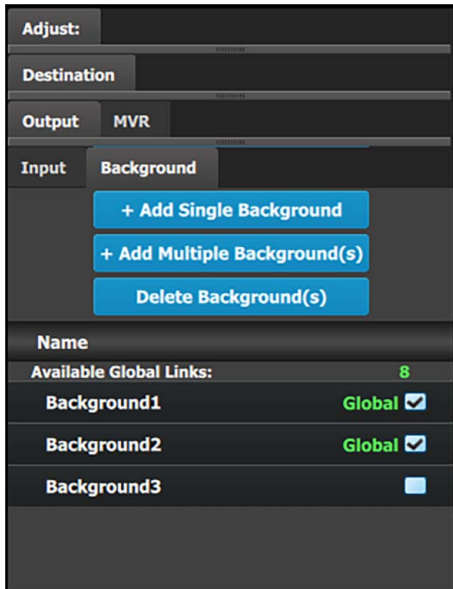 Adjust:
Destination
Output MVR
Input Background
+ Add Single Background
+ Add Multiple Background(s)
Delete Background(s)
Name
Available Global Links: 8
Background1 Global
Background2 Global
Background3